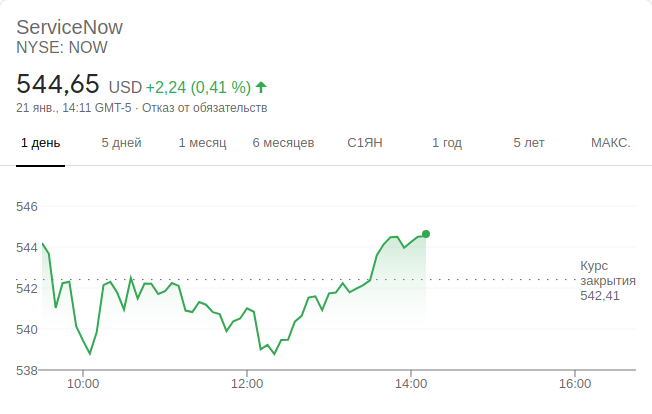 ServiceNow
NYSE: NOW
544,65 USD +2,24 (0,41 %)
21 янв., 14:11 GMT-5 · Отказ от обязательств
1 день 5 дней 1 месяц 6 месяцев С1ЯН 1 год 5 лет МАКС.
546
544
Курс
закрытия
542,41
542
540
538
10:00 12:00 14:00 16:00